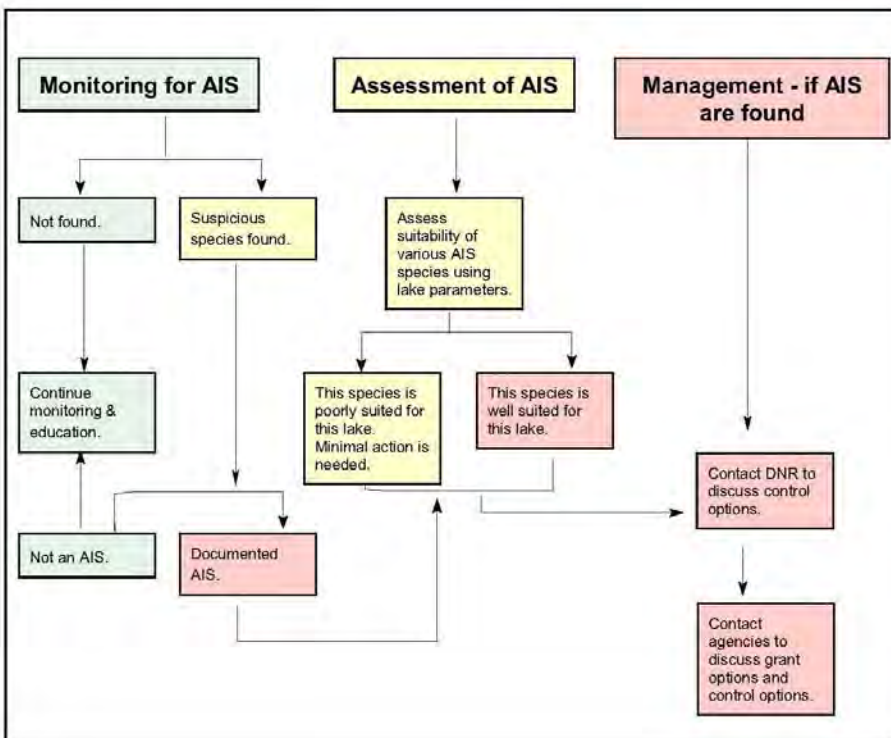 Monitoring for AIS
Assessment of AIS
Management - if AIS
are found
Not found.
Suspicious
species found.
Assess
suitability of
various AIS
species using
lake parameters.
Continue
monitoring &
education.
This species is
poorly suited for
this lake.
Minimal action is
needed.
This species is
well suited for
this lake.
Contact DNR to
discuss control
options.
Not an AIS.
Documented
AIS.
Contact
agencies to
discuss grant
options and
control options.